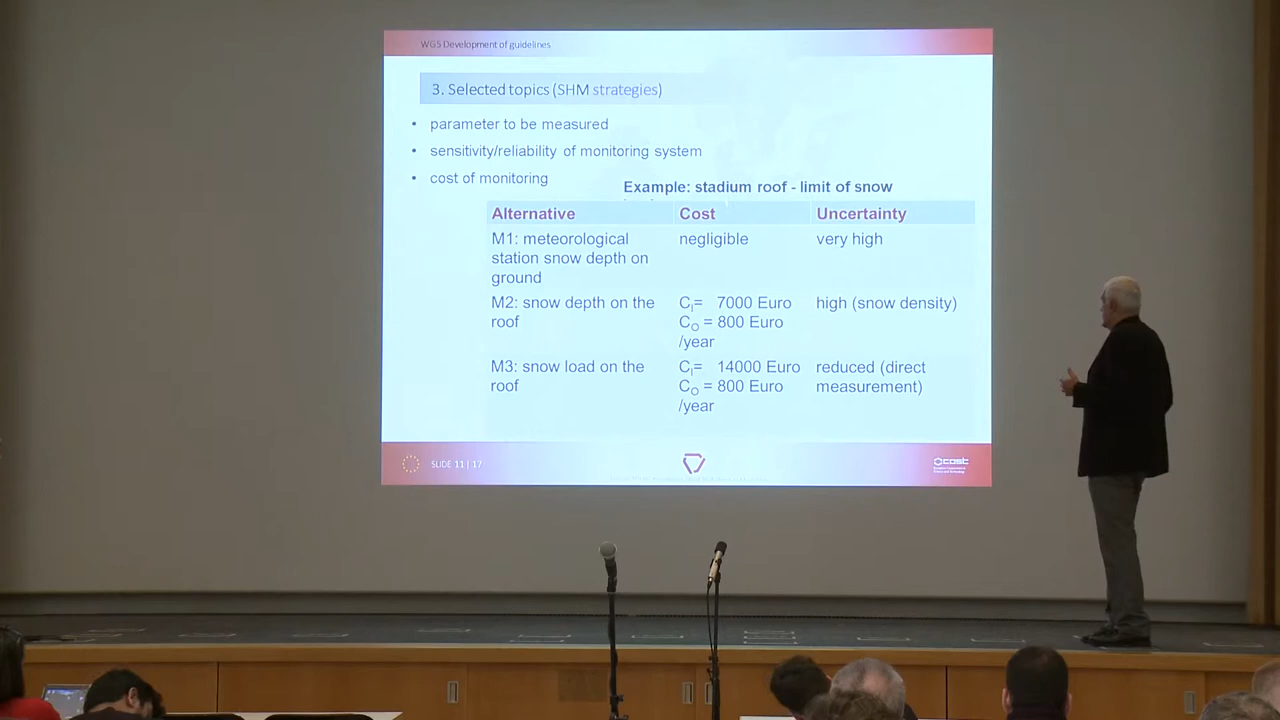 WG5 Development of guidelines
3. Selected topics (SHM strategies)
• parameter to be measured
• sensitivity/reliability of monitoring system
• cost of monitoring
Example: stadium roof - limit of snow
Alternative Cost Uncertainty
M1: meteorological station snow depth on ground negligible very high
M2: snow depth on the roof CI= 7000 Euro CO = 800 Euro /year high (snow density)
M3: snow load on the roof CI= 14000 Euro CO = 800 Euro /year reduced (direct measurement)
SLIDE 11 | 17
cost